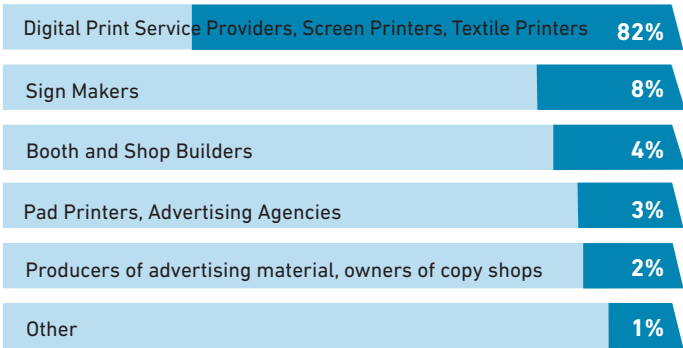 Digital Print Service Providers, Screen Printers, Textile Printers 82%
Sign Makers 8%
Booth and Shop Builders 4%
Pad Printers, Advertising Agencies 3%
Producers of advertising material, owners of copy shops 2%
Other 1%